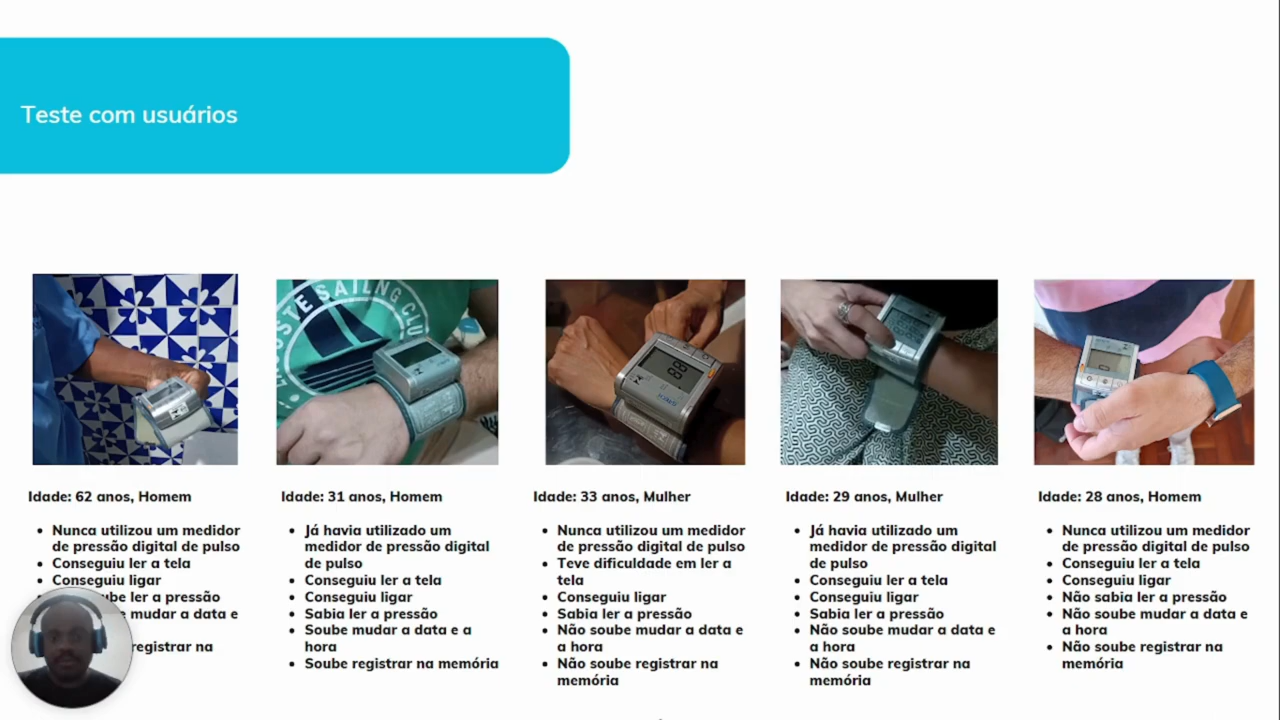 Teste com usuários
SAILNG CLU
88
Idade: 62 anos, Homem
Nunca utilizou um medidor
de pressão digital de pulso
Conseguiu ler a tela
Conseguiu ligar
ler a pressão
mudar a data e
registrar na
Idade: 31 anos, Homem
Já havia utilizado um
medidor de pressão digital
de pulso
Conseguiu ler a tela
Conseguiu ligar
Sabia ler a pressão
Soube mudar a data e a
hora
Soube registrar na memória
Idade: 33 anos, Mulher
Nunca utilizou um medidor
de pressão digital de pulso
Teve dificuldade em ler a
tela
Conseguiu ligar
Sabia ler a pressão
Não soube mudar a data e
a hora
Não soube registrar na
memória
Idade: 29 anos, Mulher
Já havia utilizado um
medidor de pressão digital
de pulso
Conseguiu ler a tela
Conseguiu ligar
Sabia ler a pressão
Não soube mudar a data e
a hora
Não soube registrar na
memória
Idade: 28 anos, Homem
Nunca utilizou um medidor
de pressão digital de pulso
Conseguiu ler a tela
Conseguiu ligar
Não sabia ler a pressão
Não soube mudar a data e
a hora
Não soube registrar na
memória